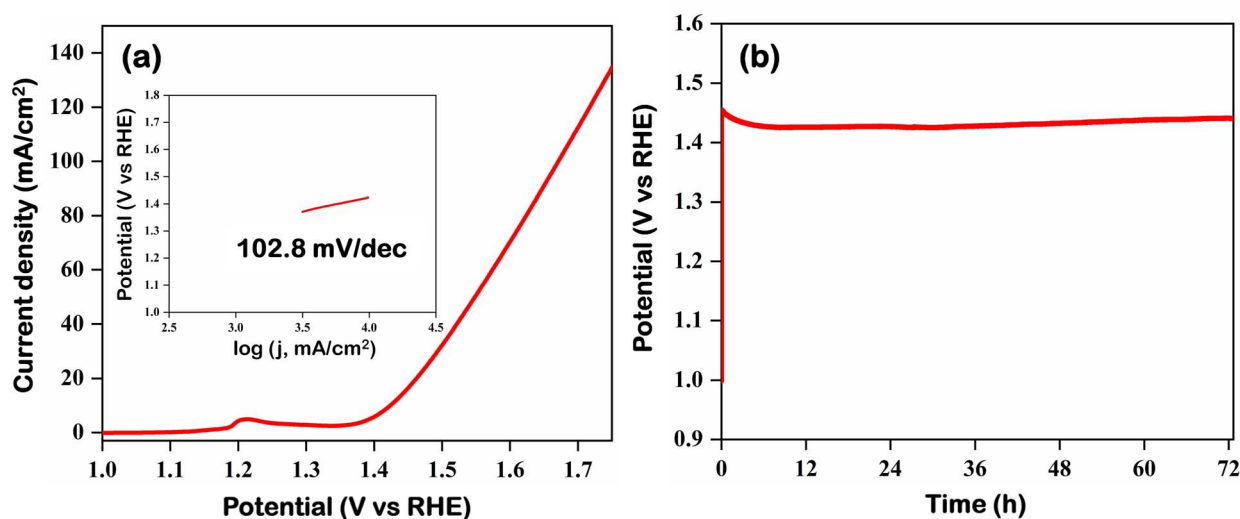 (a)
Current density (mA/cm²)
140
120
100
80
60
40
20
0
1.0 1.1 1.2 1.3 1.4 1.5 1.6 1.7
Potential (V vs RHE)
Potential (V vs RHE)
1.8
1.7
1.6
1.5
1.4
1.3
1.2
1.1
1.0
102.8 mV/dec
2.5 3.0 3.5 4.0 4.5
log (j, mA/cm²)
(b)
Potential (V vs RHE)
1.6
1.5
1.4
1.3
1.2
1.1
1.0
0.9
0 12 24 36 48 60 72
Time (h)